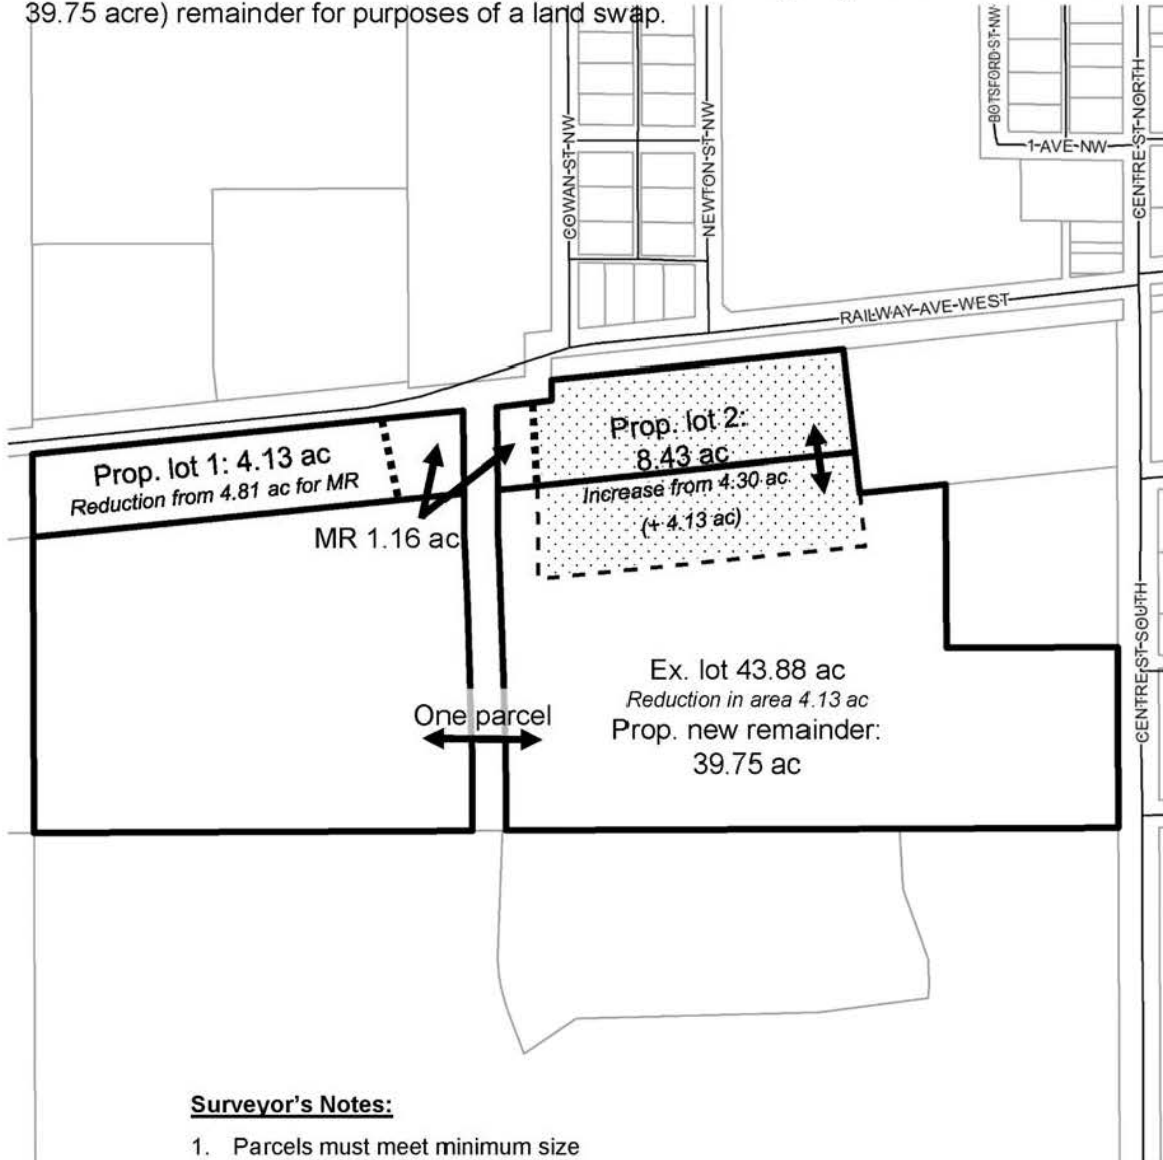 39.75 acre) remainder for purposes of a land swap.
BOTSFORD ST NW
CENTRE ST NORTH
COWAN ST NW
NEWTON ST NW
1 AVE NW
RAILWAY AVE WEST
Prop. lot 1: 4.13 ac
Reduction from 4.81 ac for MR
MR 1.16 ac
Prop. lot 2:
8.43 ac
Increase from 4.30 ac
(+ 4.13 ac)
Ex. lot 43.88 ac
Reduction in area 4.13 ac
Prop. new remainder:
39.75 ac
One parcel
CENTRE ST SOUTH
Surveyor's Notes:
1. Parcels must meet minimum size